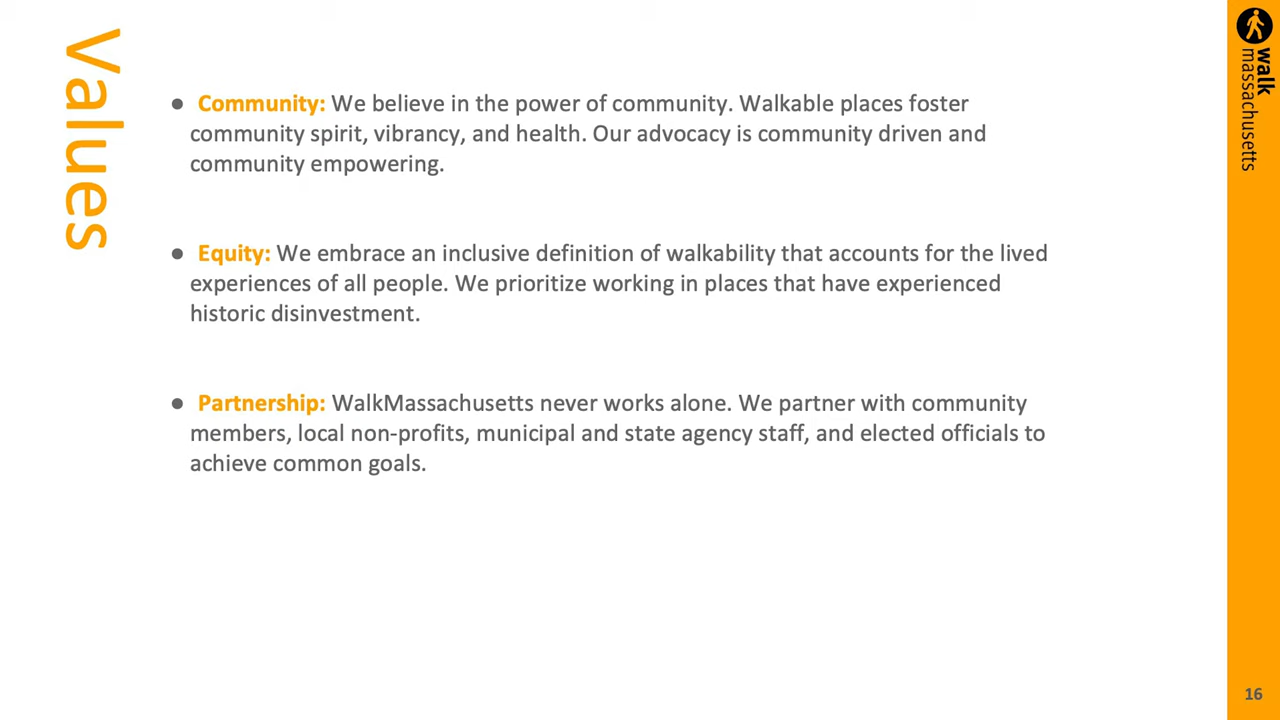 Values
● Community: We believe in the power of community. Walkable places foster
community spirit, vibrancy, and health. Our advocacy is community driven and
community empowering.
● Equity: We embrace an inclusive definition of walkability that accounts for the lived
experiences of all people. We prioritize working in places that have experienced
historic disinvestment.
● Partnership: WalkMassachusetts never works alone. We partner with community
members, local non-profits, municipal and state agency staff, and elected officials to
achieve common goals.
walk
massachusetts
16